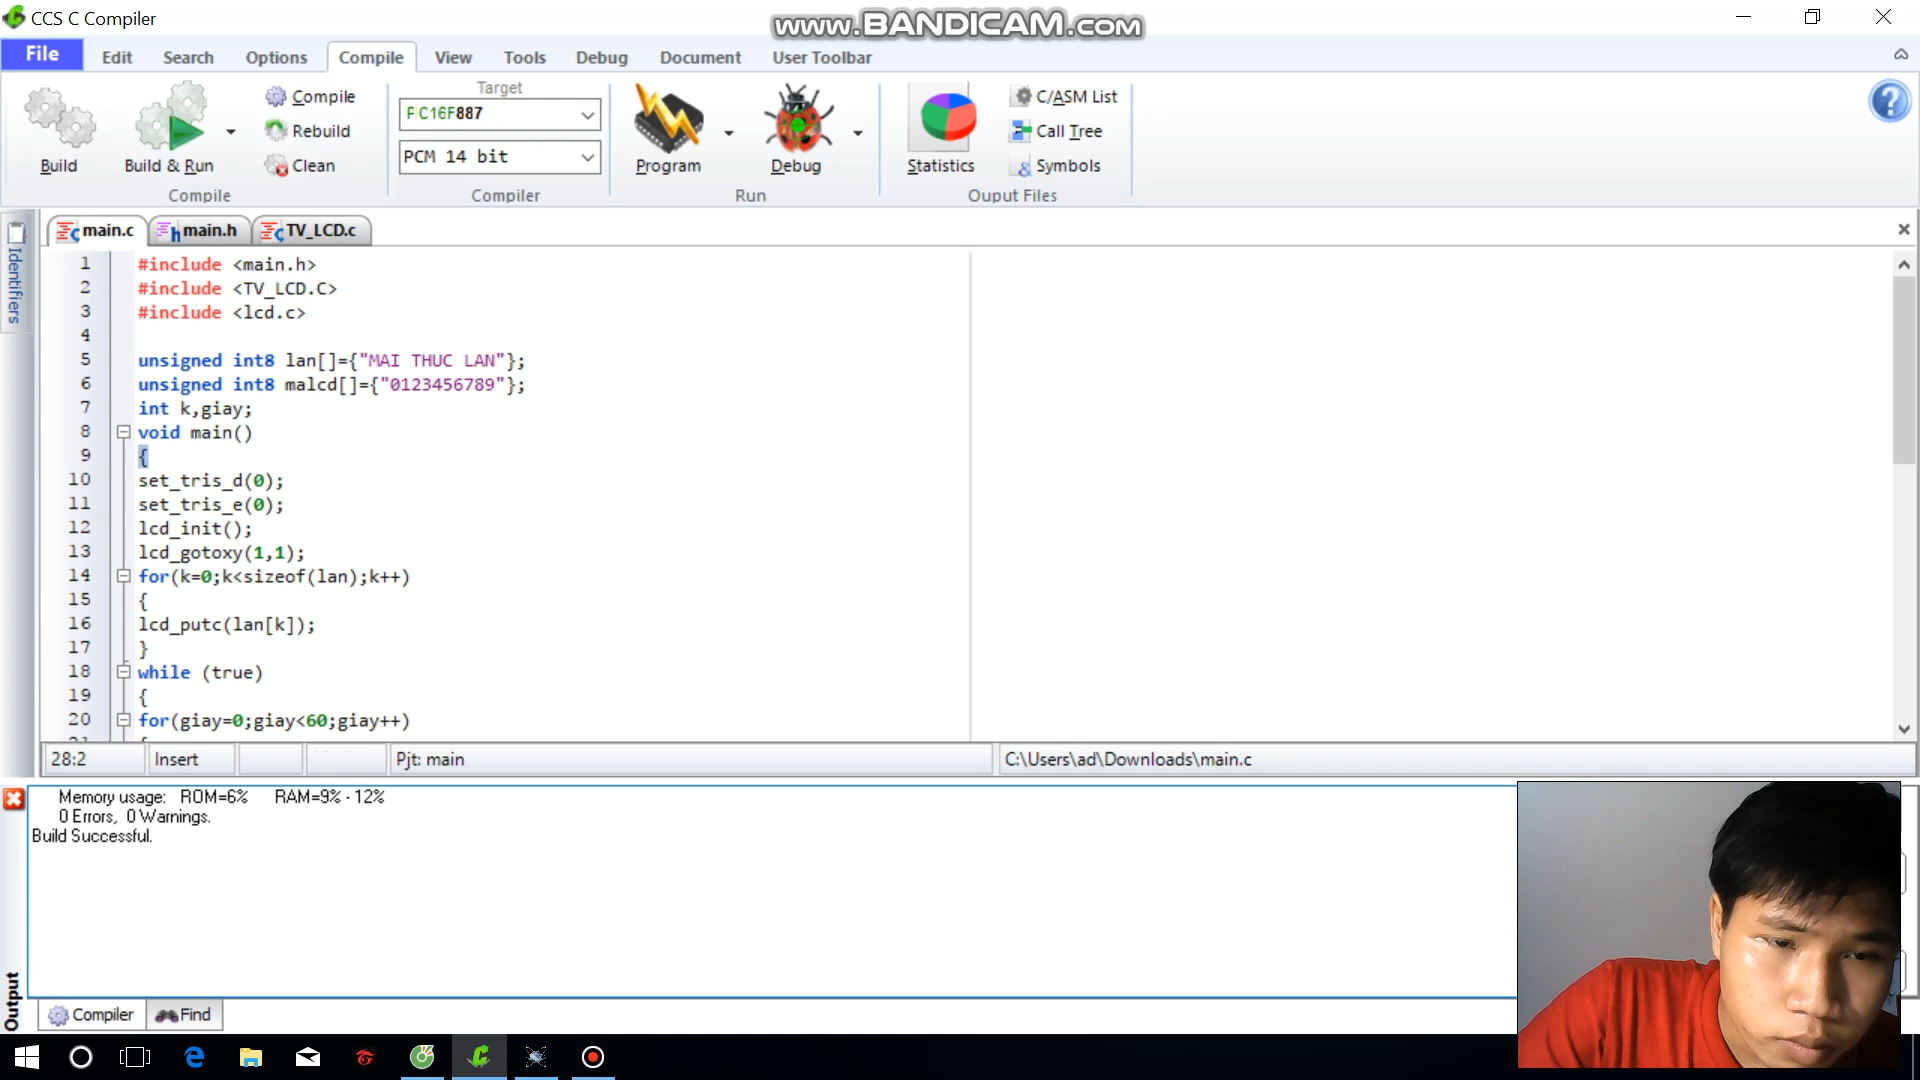 CCS C Compiler
www.BANDICAM.com
File Edit Search Options Compile View Tools Debug Document User Toolbar
Build
Build & Run
Compile
Rebuild
Clean
Compile
Target
PIC16F887
PCM 14 bit
Compiler
Program
Debug
Run
Statistics
C/ASM List
Call Tree
Symbols
Ouput Files
Identifiers
main.c main.h TV_LCD.c
1 #include <main.h>
2 #include <TV_LCD.C>
3 #include <lcd.c>
4
5 unsigned int8 lan[]={"MAI THUC LAN"};
6 unsigned int8 malcd[]={"0123456789"};
7 int k,giay;
8 void main()
9 {
10 set_tris_d(0);
11 set_tris_e(0);
12 lcd_init();
13 lcd_gotoxy(1,1);
14 for(k=0;k<sizeof(lan);k++)
15 {
16 lcd_putc(lan[k]);
17 }
18 while (true)
19 {
20 for(giay=0;giay<60;giay++)
28:2 Insert Pjt: main C:\Users\ad\Downloads\main.c
Memory usage: ROM=6% RAM=9% - 12%
0 Errors, 0 Warnings.
Build Successful.
Output
Compiler Find